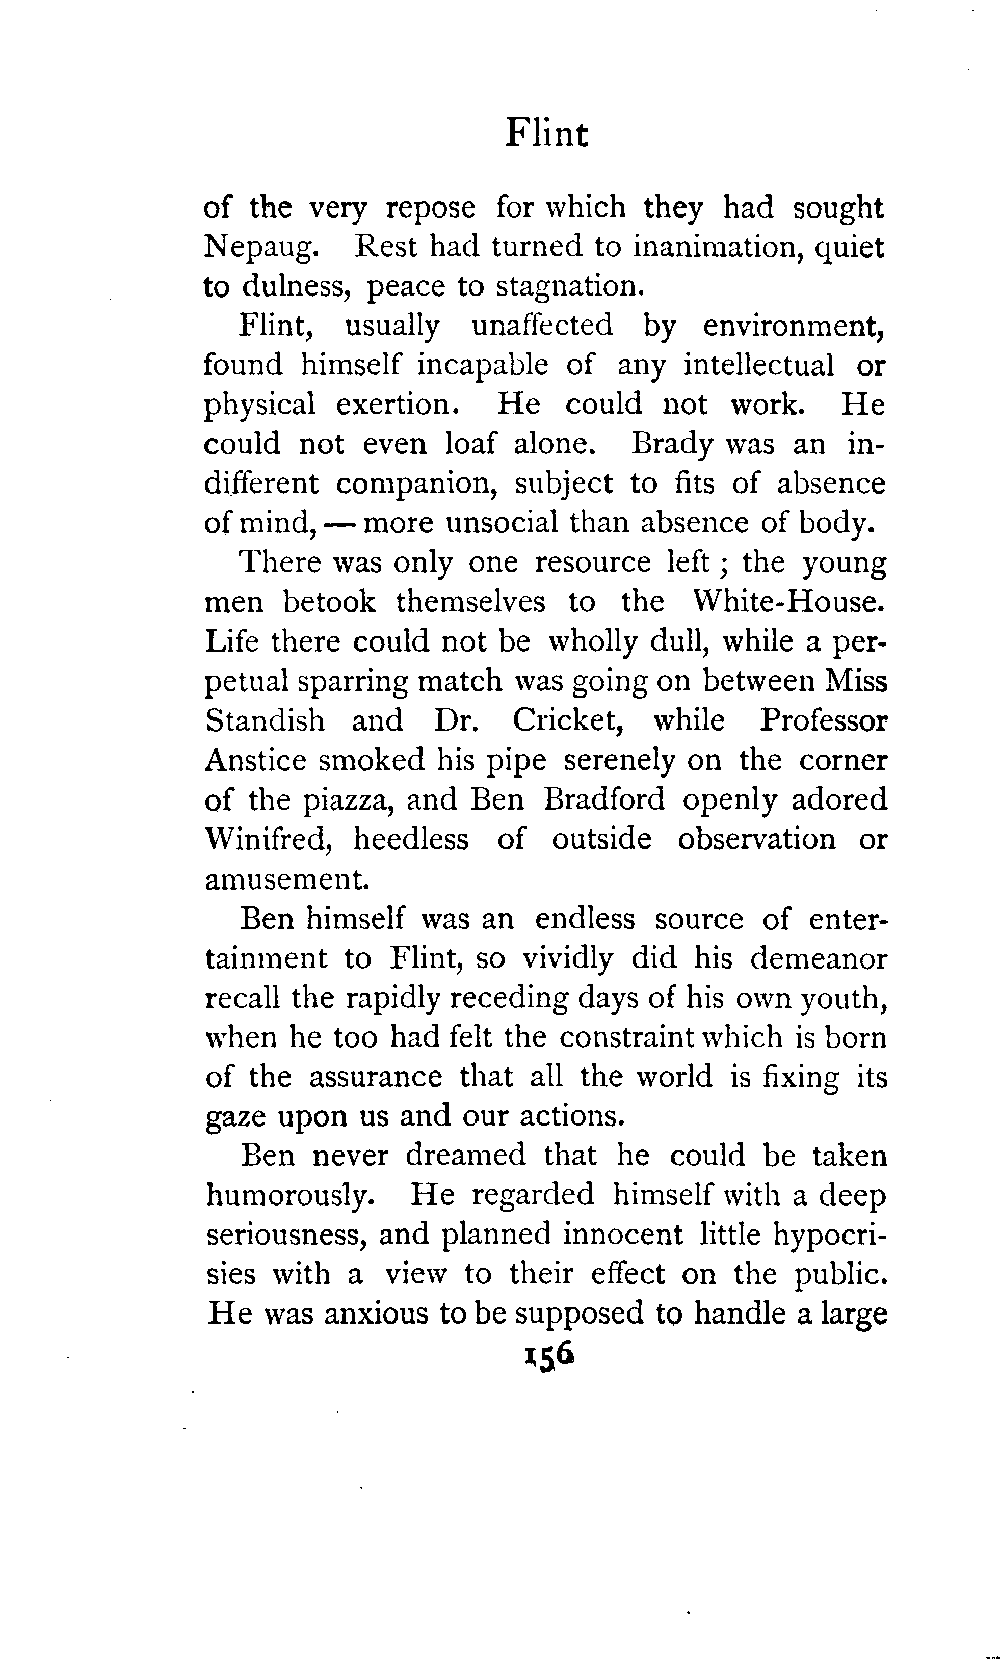 Flint
of the very repose for which they had sought
Nepaug. Rest had turned to inanimation, quiet
to dulness, peace to stagnation.
Flint, usually unaffected by environment,
found himself incapable of any intellectual or
physical exertion. He could not work. He
could not even loaf alone. Brady was an in-
different companion, subject to fits of absence
of mind, — more unsocial than absence of body.
There was only one resource left ; the young
men betook themselves to the White-House.
Life there could not be wholly dull, while a per-
petual sparring match was going on between Miss
Standish and Dr. Cricket, while Professor
Anstice smoked his pipe serenely on the corner
of the piazza, and Ben Bradford openly adored
Winifred, heedless of outside observation or
amusement.
Ben himself was an endless source of enter-
tainment to Flint, so vividly did his demeanor
recall the rapidly receding days of his own youth,
when he too had felt the constraint which is born
of the assurance that all the world is fixing its
gaze upon us and our actions.
Ben never dreamed that he could be taken
humorously. He regarded himself with a deep
seriousness, and planned innocent little hypocri-
sies with a view to their effect on the public.
He was anxious to be supposed to handle a large
156